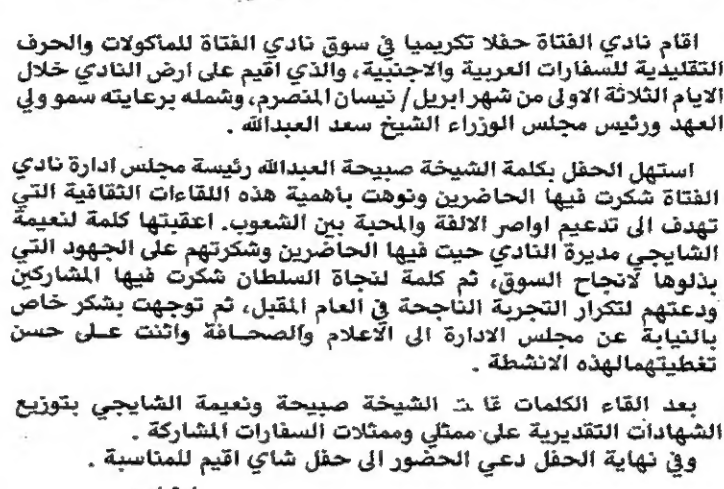 اقام نادي الفتاة حفلا تكريميا في سوق نادي الفتاة للماكولات والحرف
التقليدية للسفارات العربية والاجنبية، والذي اقيم على ارض النادي خلال
الايام الثلاثة الاولى من شهر ابريل/ نيسان المنصرم، وشمله برعايته سمو ولي
العهد ورئيس مجلس الوزراء الشيخ سعد العبدالله .
استهل الحفل بكلمة الشيخة صبيحة العبدالله رئيسة مجلس ادارة نادي
الفتاة شكرت فيها الحاضرين ونوهت بأهمية هذه اللقاءات الثقافية التي
تهدف الى تدعيم اواصر الالفة والمحبة بين الشعوب. اعقبتها كلمة لنعيمة
الشايجي مديرة النادي حيت فيها الحاضرين وشكرتهم على الجهود التي
بذلوها لانجاح السوق، ثم كلمة لنجاة السلطان شكرت فيها المشاركين
ودعتهم لتكرار التجربة الناجحة في العام المقبل، ثم توجهت بشكر خاص
بالنيابة عن مجلس الادارة الى الاعلام والصحافة واثنت على حسن
تغطيتهمالهذه الانشطة .
بعد القاء الكلمات الشيخة صبيحة ونعيمة الشايجي بتوزيع
الشهادات التقديرية على ممثلي وممثلات السفارات المشاركة .
وفي نهاية الحفل دعي الحضور الى حفل شاي اقيم للمناسبة .